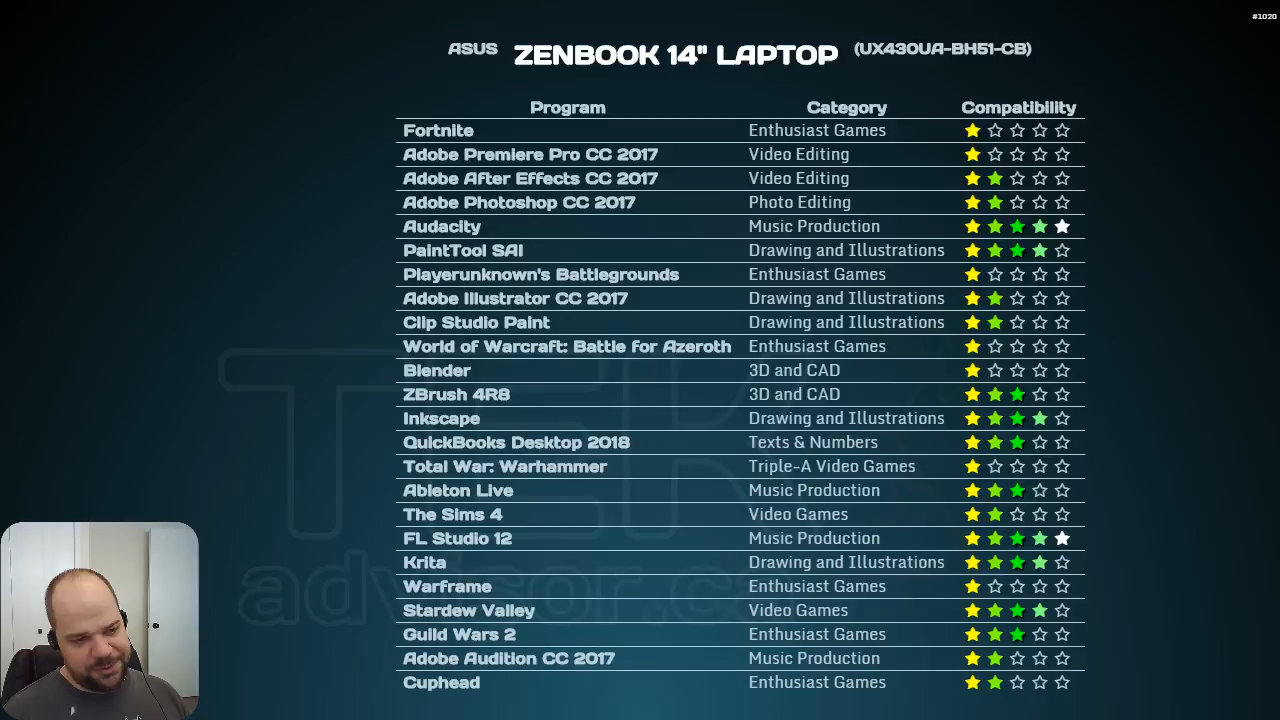 #1020
ASUS ZENBOOK 14" LAPTOP (UX430UA-BH51-CB)
Program Category Compatibility
Fortnite Enthusiast Games
Adobe Premiere Pro CC 2017 Video Editing
Adobe After Effects CC 2017 Video Editing
Adobe Photoshop CC 2017 Photo Editing
Audacity Music Production
PaintTool SAI Drawing and Illustrations
Playerunknown's Battlegrounds Enthusiast Games
Adobe Illustrator CC 2017 Drawing and Illustrations
Clip Studio Paint Drawing and Illustrations
World of Warcraft: Battle for Azeroth Enthusiast Games
Blender 3D and CAD
ZBrush 4R8 3D and CAD
Inkscape Drawing and Illustrations
QuickBooks Desktop 2018 Texts & Numbers
Total War: Warhammer Triple-A Video Games
Ableton Live Music Production
The Sims 4 Video Games
FL Studio 12 Music Production
Krita Drawing and Illustrations
Warframe Enthusiast Games
Stardew Valley Video Games
Guild Wars 2 Enthusiast Games
Adobe Audition CC 2017 Music Production
Cuphead Enthusiast Games